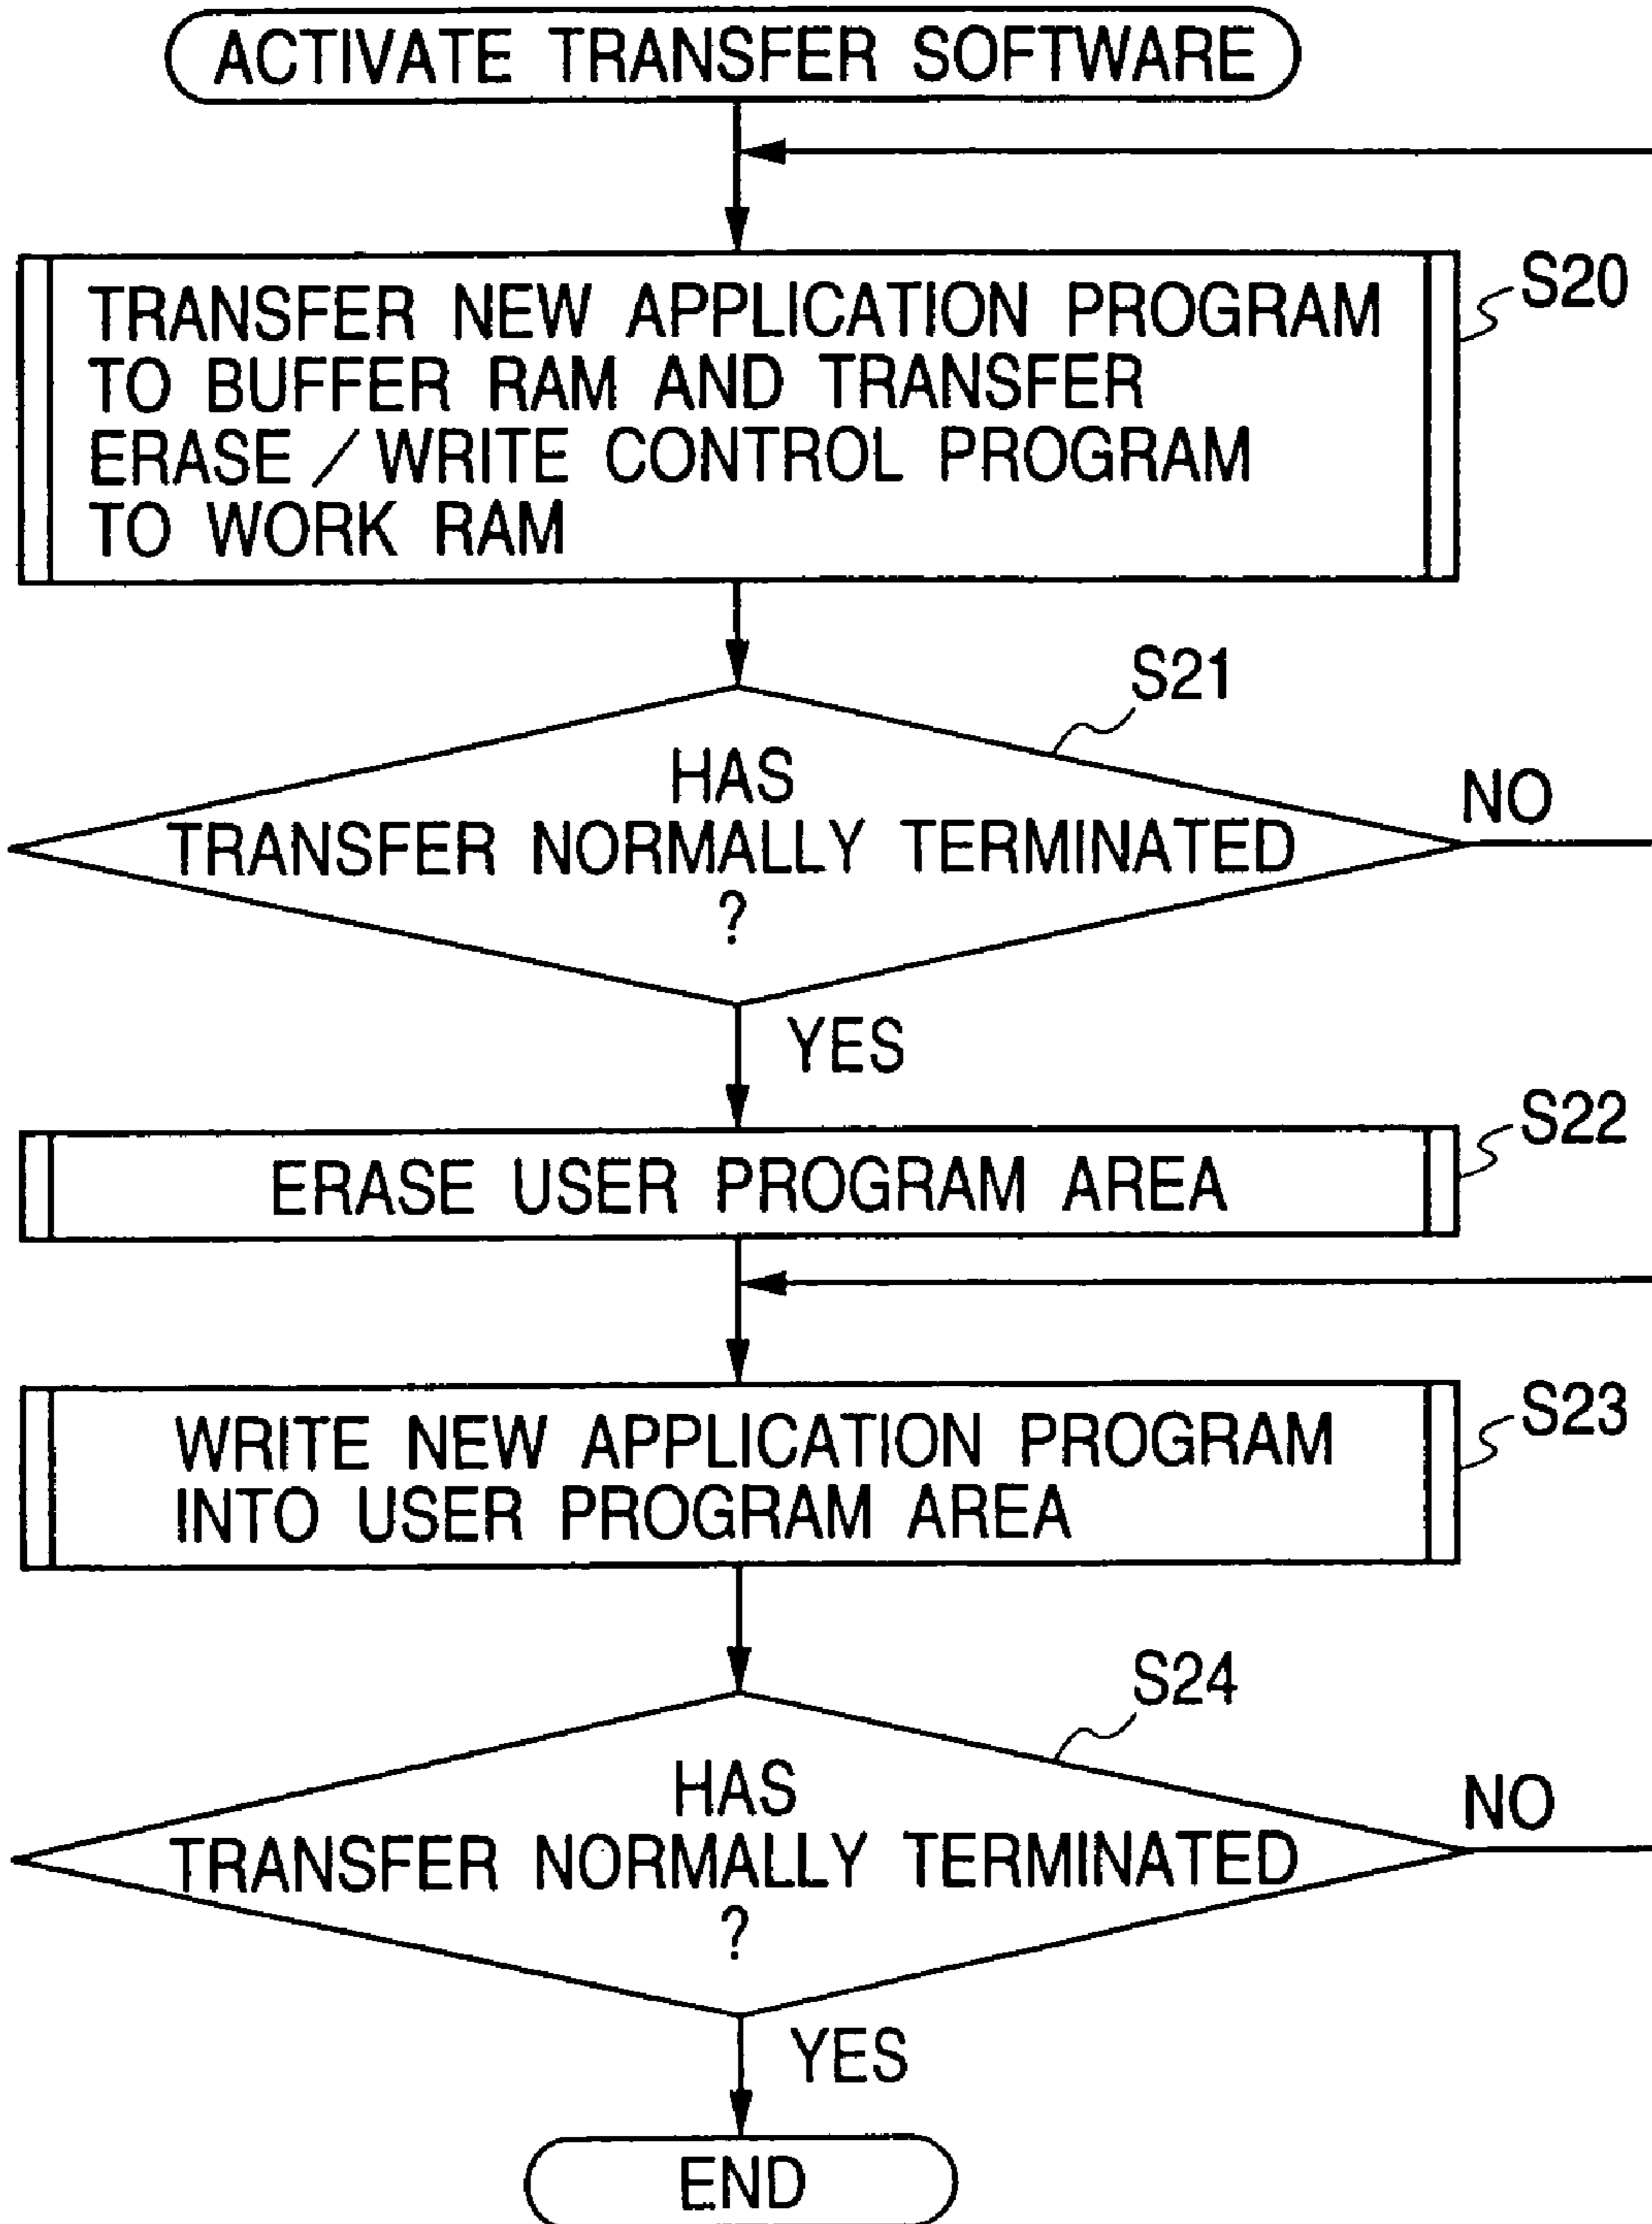 ACTIVATE TRANSFER SOFTWARE
S20
TRANSFER NEW APPLICATION PROGRAM
TO BUFFER RAM AND TRANSFER
ERASE / WRITE CONTROL PROGRAM
TO WORK RAM
S21
HAS
TRANSFER NORMALLY TERMINATED
?
NO
YES
S22
ERASE USER PROGRAM AREA
S23
WRITE NEW APPLICATION PROGRAM
INTO USER PROGRAM AREA
S24
HAS
TRANSFER NORMALLY TERMINATED
?
NO
YES
END